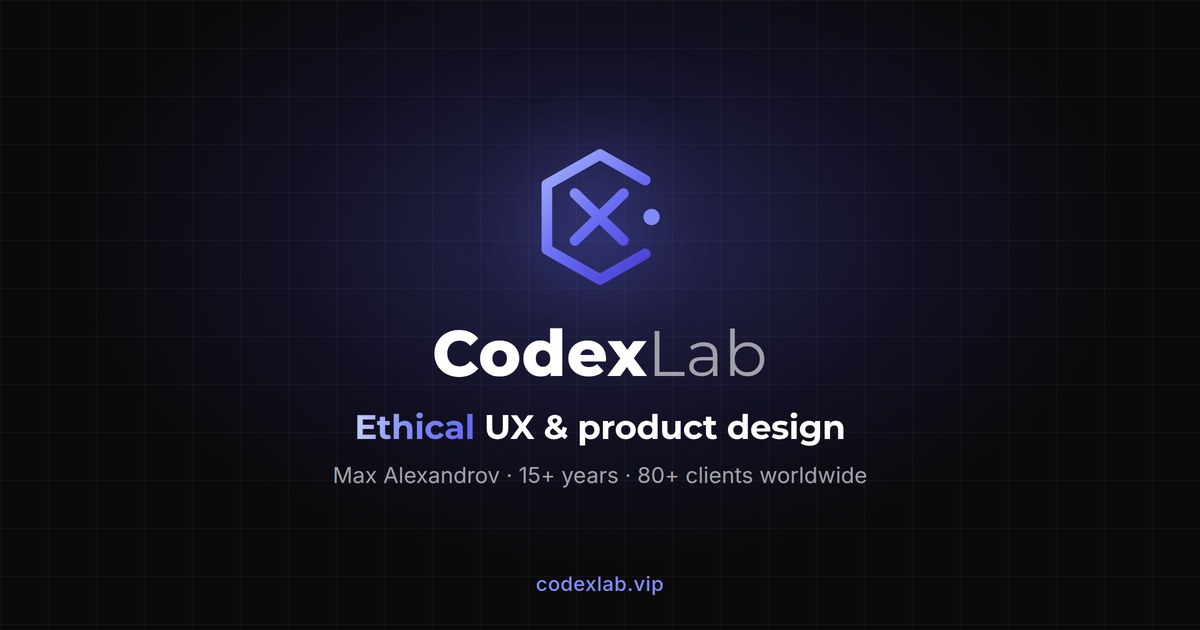 CodexLab
Ethical UX & product design
Max Alexandrov · 15+ years · 80+ clients worldwide
codexlab.vip